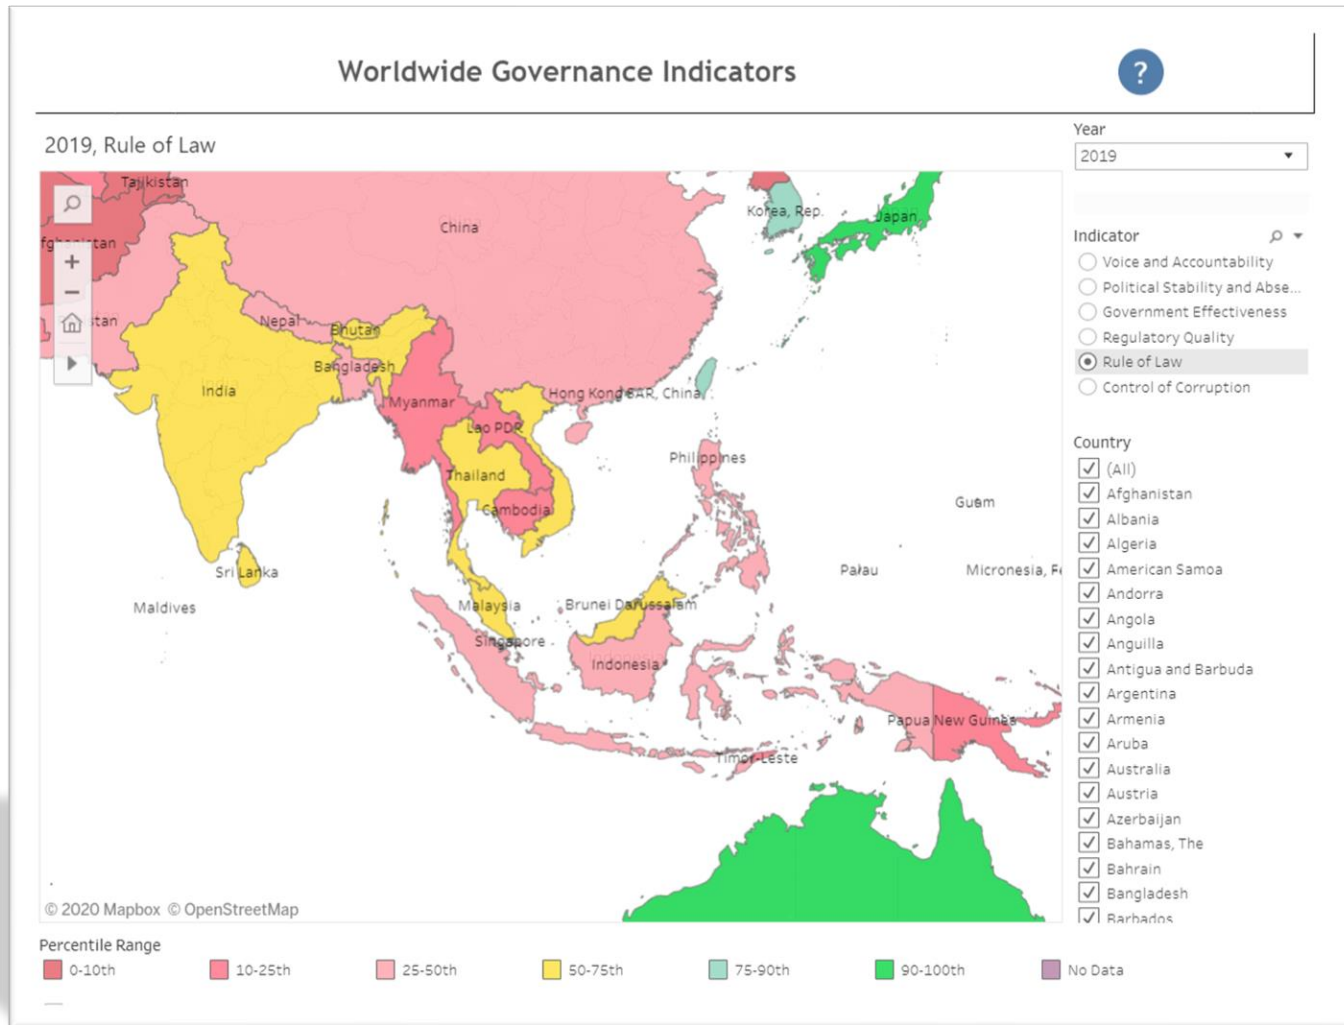 Worldwide Governance Indicators
?
2019, Rule of Law
Year
2019
Indicator
Voice and Accountability
Political Stability and Abse...
Government Effectiveness
Regulatory Quality
Rule of Law
Control of Corruption
Country
(All)
Afghanistan
Albania
Algeria
American Samoa
Andorra
Angola
Anguilla
Antigua and Barbuda
Argentina
Armenia
Aruba
Australia
Austria
Azerbaijan
Bahamas, The
Bahrain
Bangladesh
Barbados
Tajikistan
fghanistan
China
Korea, Rep.
Japan
stan
Nepal
Bhutan
Bangladesh
India
Myanmar
Hong Kong SAR, China
Lao PDR
Thailand
Cambodia
Philippines
Guam
Sri Lanka
Maldives
Palau
Micronesia, Fe
Malaysia
Brunei Darussalam
Singapore
Indonesia
Papua New Guinea
Timor-Leste
© 2020 Mapbox © OpenStreetMap
Percentile Range
0-10th
10-25th
25-50th
50-75th
75-90th
90-100th
No Data